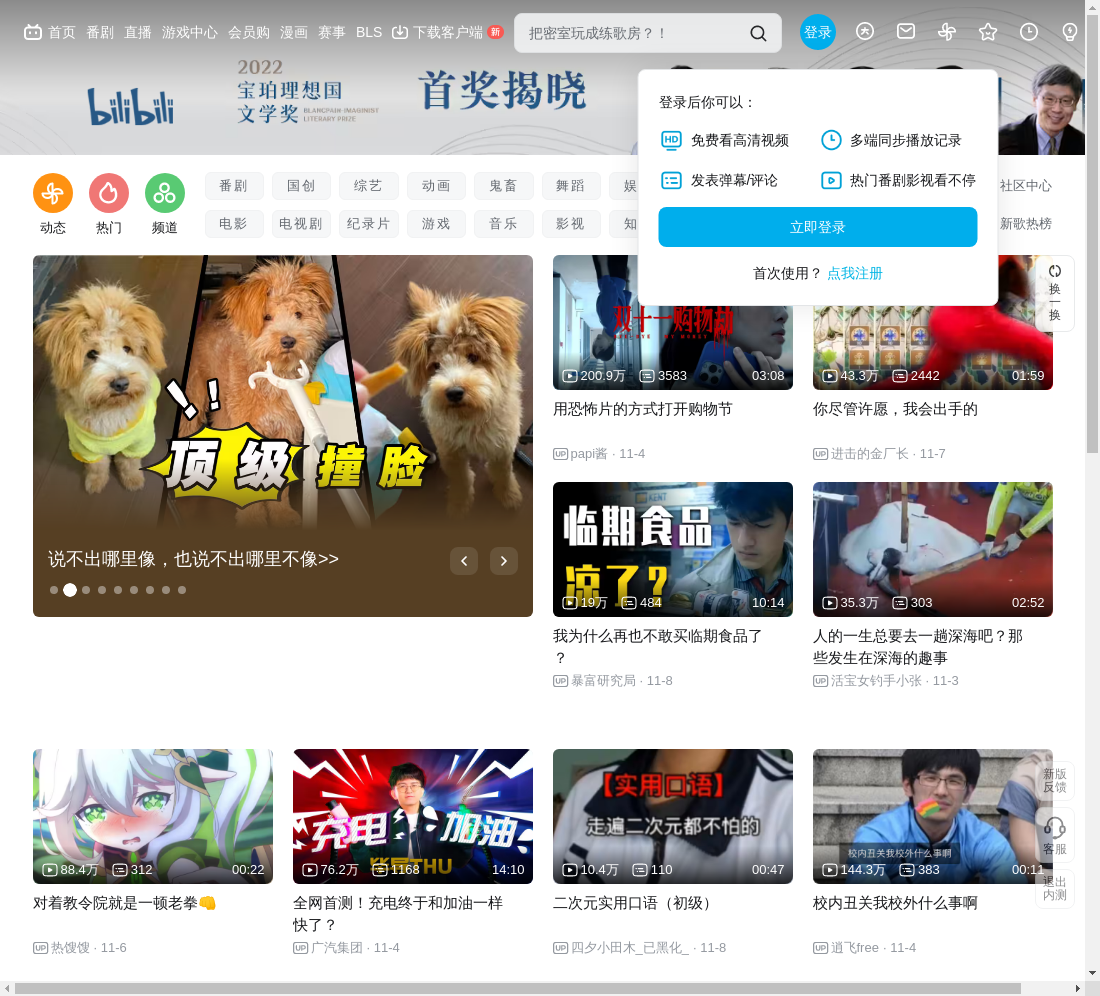 首页 番剧 直播 游戏中心 会员购 漫画 赛事 BLS 下载客户端 新
把密室玩成练歌房？！
登录
bilibili
2022
宝珀理想国
文学奖
BLANCPAIN-IMAGINIST
LITERARY PRIZE
首奖揭晓
登录后你可以：
HD 免费看高清视频 多端同步播放记录
发表弹幕/评论 热门番剧影视看不停
立即登录
首次使用？ 点我注册
动态 热门 频道
番剧 国创 综艺 动画 鬼畜 舞蹈 娱
社区中心
电影 电视剧 纪录片 游戏 音乐 影视 知
新歌热榜
换
一
换
顶级撞脸
说不出哪里像，也说不出哪里不像>>
双十一购物劫
200.9万 3583 03:08
用恐怖片的方式打开购物节
UP papi酱 · 11-4
43.3万 2442 01:59
你尽管许愿，我会出手的
UP 进击的金厂长 · 11-7
KENT
临期食品
凉了？
19万 484 10:14
我为什么再也不敢买临期食品了
？
UP 暴富研究局 · 11-8
35.3万 303 02:52
人的一生总要去一趟深海吧？那
些发生在深海的趣事
UP 活宝女钓手小张 · 11-3
88.4万 312 00:22
对着教令院就是一顿老拳👊
UP 热馊馊 · 11-6
充电 加油
76.2万 1168 14:10
全网首测！充电终于和加油一样
快了？
UP 广汽集团 · 11-4
【实用口语】
走遍二次元都不怕的
10.4万 110 00:47
二次元实用口语（初级）
UP 四夕小田木_已黑化_ · 11-8
校内丑关我校外什么事啊
144.3万 383 00:11
校内丑关我校外什么事啊
UP 逍飞free · 11-4
新版
反馈
客服
退出
内测